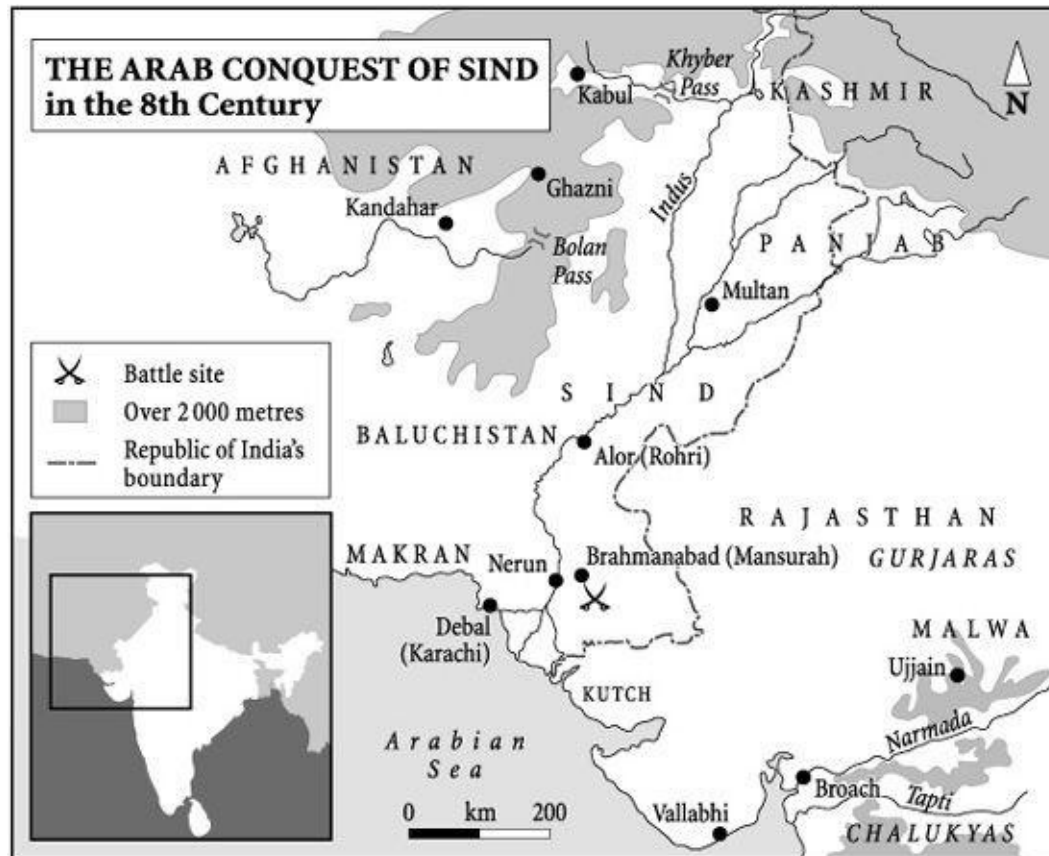 THE ARAB CONQUEST OF SIND
in the 8th Century
Khyber
Pass
Kabul
KASHMIR
N
AFGHANISTAN
Ghazni
Indus
Kandahar
PANJAB
Bolan
Pass
Multan
Battle site
Over 2 000 metres
Republic of India's
boundary
SIND
BALUCHISTAN
Alor (Rohri)
RAJASTHAN
MAKRAN
Nerun
Brahmanabad (Mansurah)
GURJARAS
Debal
(Karachi)
MALWA
Ujjain
KUTCH
Narmada
Arabian
Sea
Broach
Tapti
0 km 200
Vallabhi
CHALUKYAS